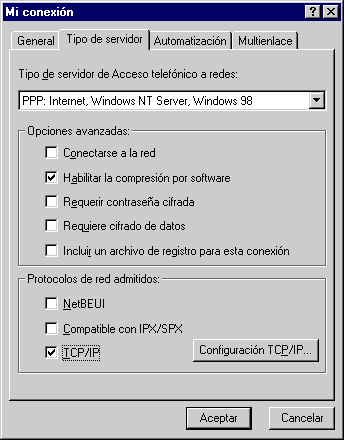 Mi conexión
General
Tipo de servidor
Automatización
Multienlace
Tipo de servidor de Acceso telefónico a redes:
PPP: Internet, Windows NT Server, Windows 98
Opciones avanzadas:
Conectarse a la red
Habilitar la compresión por software
Requerir contraseña cifrada
Requiere cifrado de datos
Incluir un archivo de registro para esta conexión
Protocolos de red admitidos:
NetBEUI
Compatible con IPX/SPX
TCP/IP
Configuración TCP/IP...
Aceptar
Cancelar